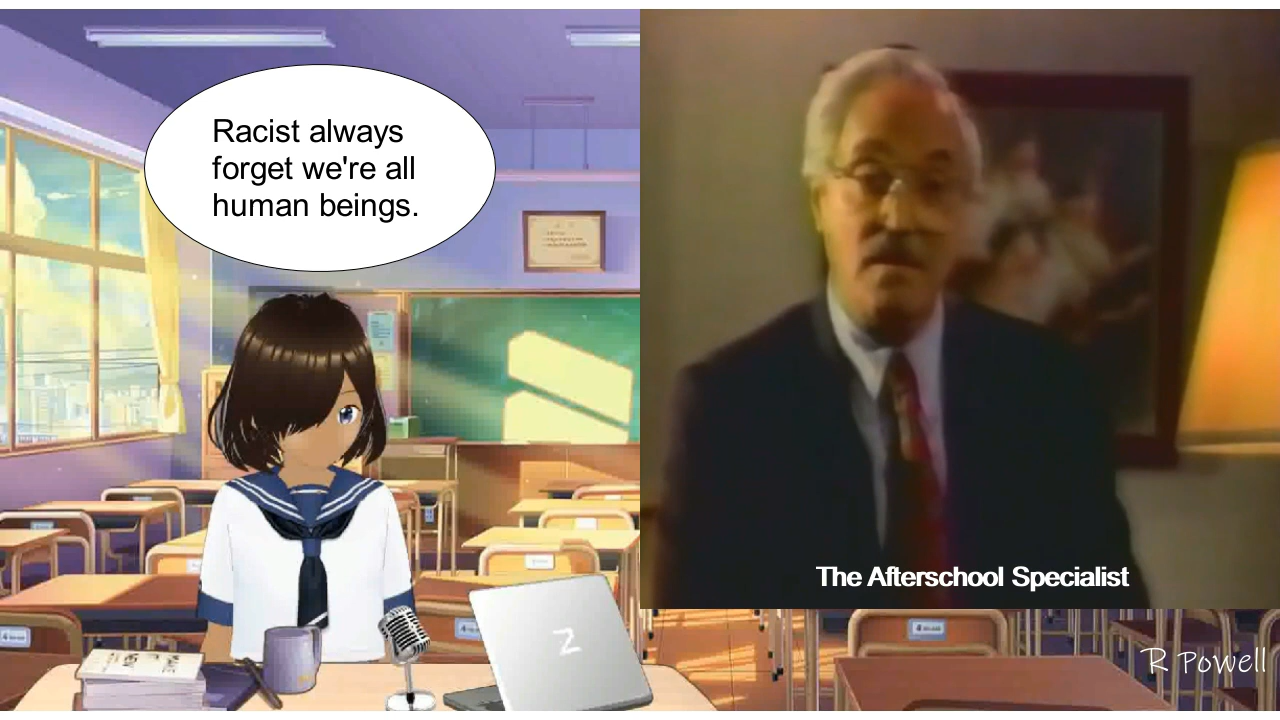 Racist always
forget we're all
human beings.
The Afterschool Specialist
Z
R Powell